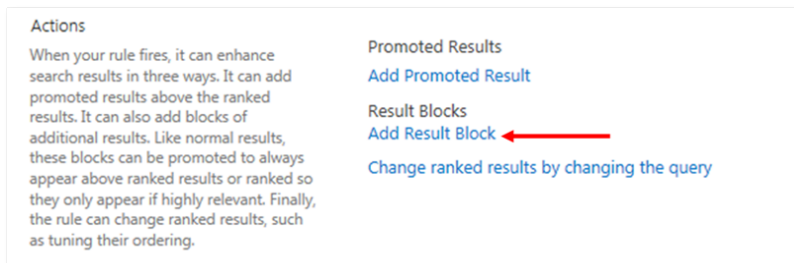 Actions
When your rule fires, it can enhance
search results in three ways. It can add
promoted results above the ranked
results. It can also add blocks of
additional results. Like normal results,
these blocks can be promoted to always
appear above ranked results or ranked so
they only appear if highly relevant. Finally,
the rule can change ranked results, such
as tuning their ordering.
Promoted Results
Add Promoted Result
Result Blocks
Add Result Block
Change ranked results by changing the query